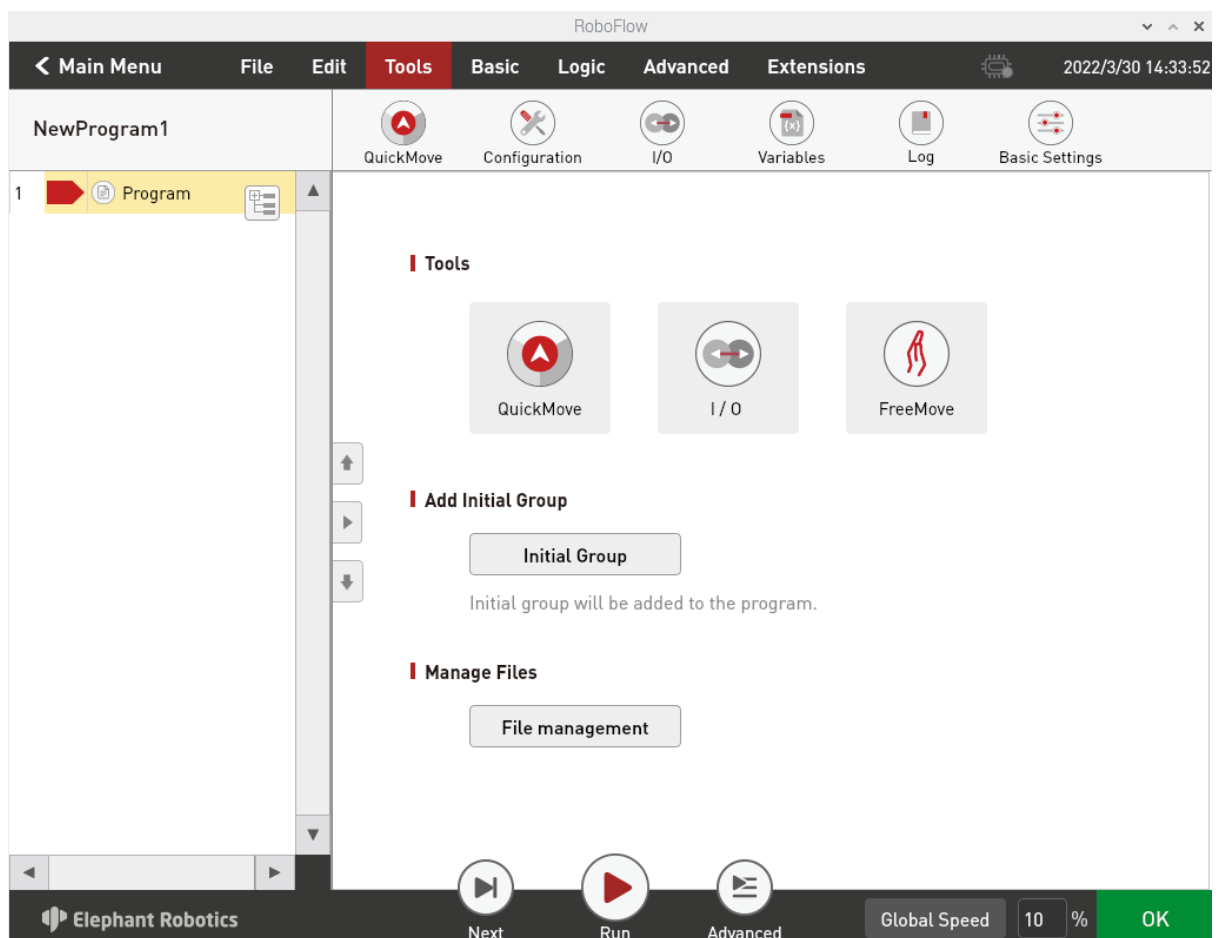 RoboFlow
Main Menu File Edit Tools Basic Logic Advanced Extensions 2022/3/30 14:33:52
NewProgram1
QuickMove Configuration I/O Variables Log Basic Settings
1 Program
Tools
QuickMove I / O FreeMove
Add Initial Group
Initial Group
Initial group will be added to the program.
Manage Files
File management
Elephant Robotics
Next Run Advanced
Global Speed 10 % OK